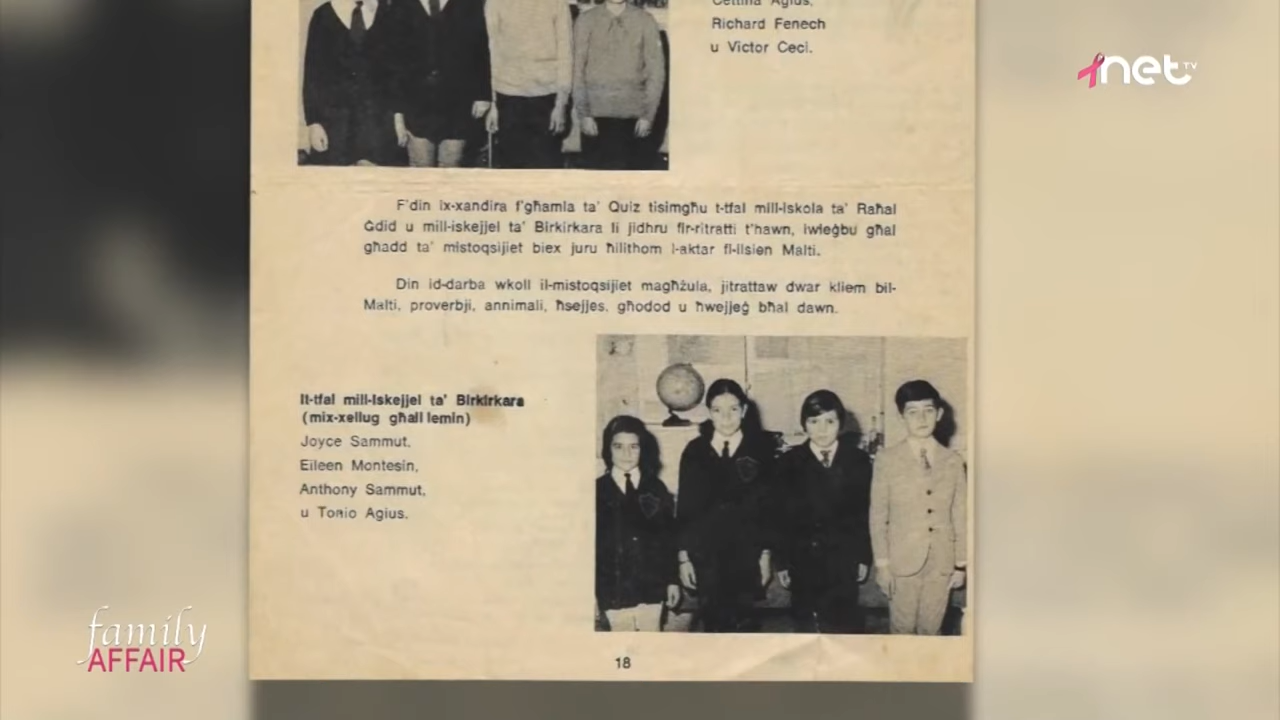 Cettina Agius,
Richard Fenech
u Victor Ceci.
net TV
F'din ix-xandira f'għamla ta' Quiz tisimgħu t-tfal mill-Iskola ta' Raħal
Ġdid u mill-iskejjel ta' Birkirkara li jidhru fir-ritratti t'hawn, iwieġbu għal
għadd ta' mistoqsijiet biex juru ħilithom l-aktar fl-ilsien Malti.
Din id-darba wkoll il-mistoqsijiet magħżula, jitrattaw dwar kliem bil-
Malti, proverbji, annimali, ħsejjes, għodod u ħwejjeġ bħal dawn.
It-tfal mill-Iskejjel ta' Birkirkara
(mix-xellug għall lemin)
Joyce Sammut,
Eileen Montesin,
Anthony Sammut,
u Tonio Agius.
18
family
AFFAIR